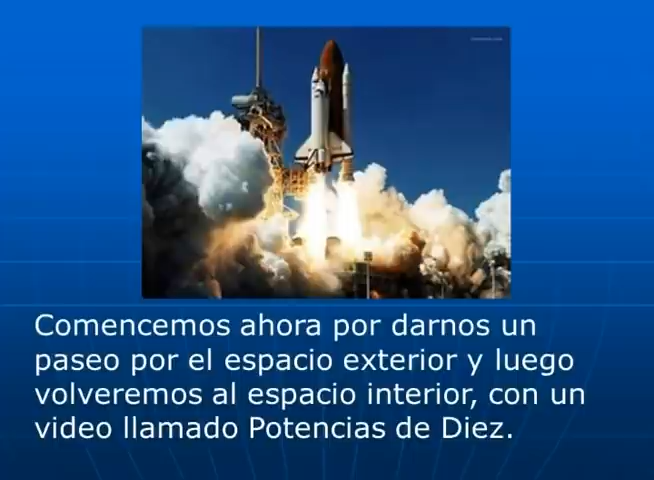 Comencemos ahora por darnos un
paseo por el espacio exterior y luego
volveremos al espacio interior, con un
video llamado Potencias de Diez.